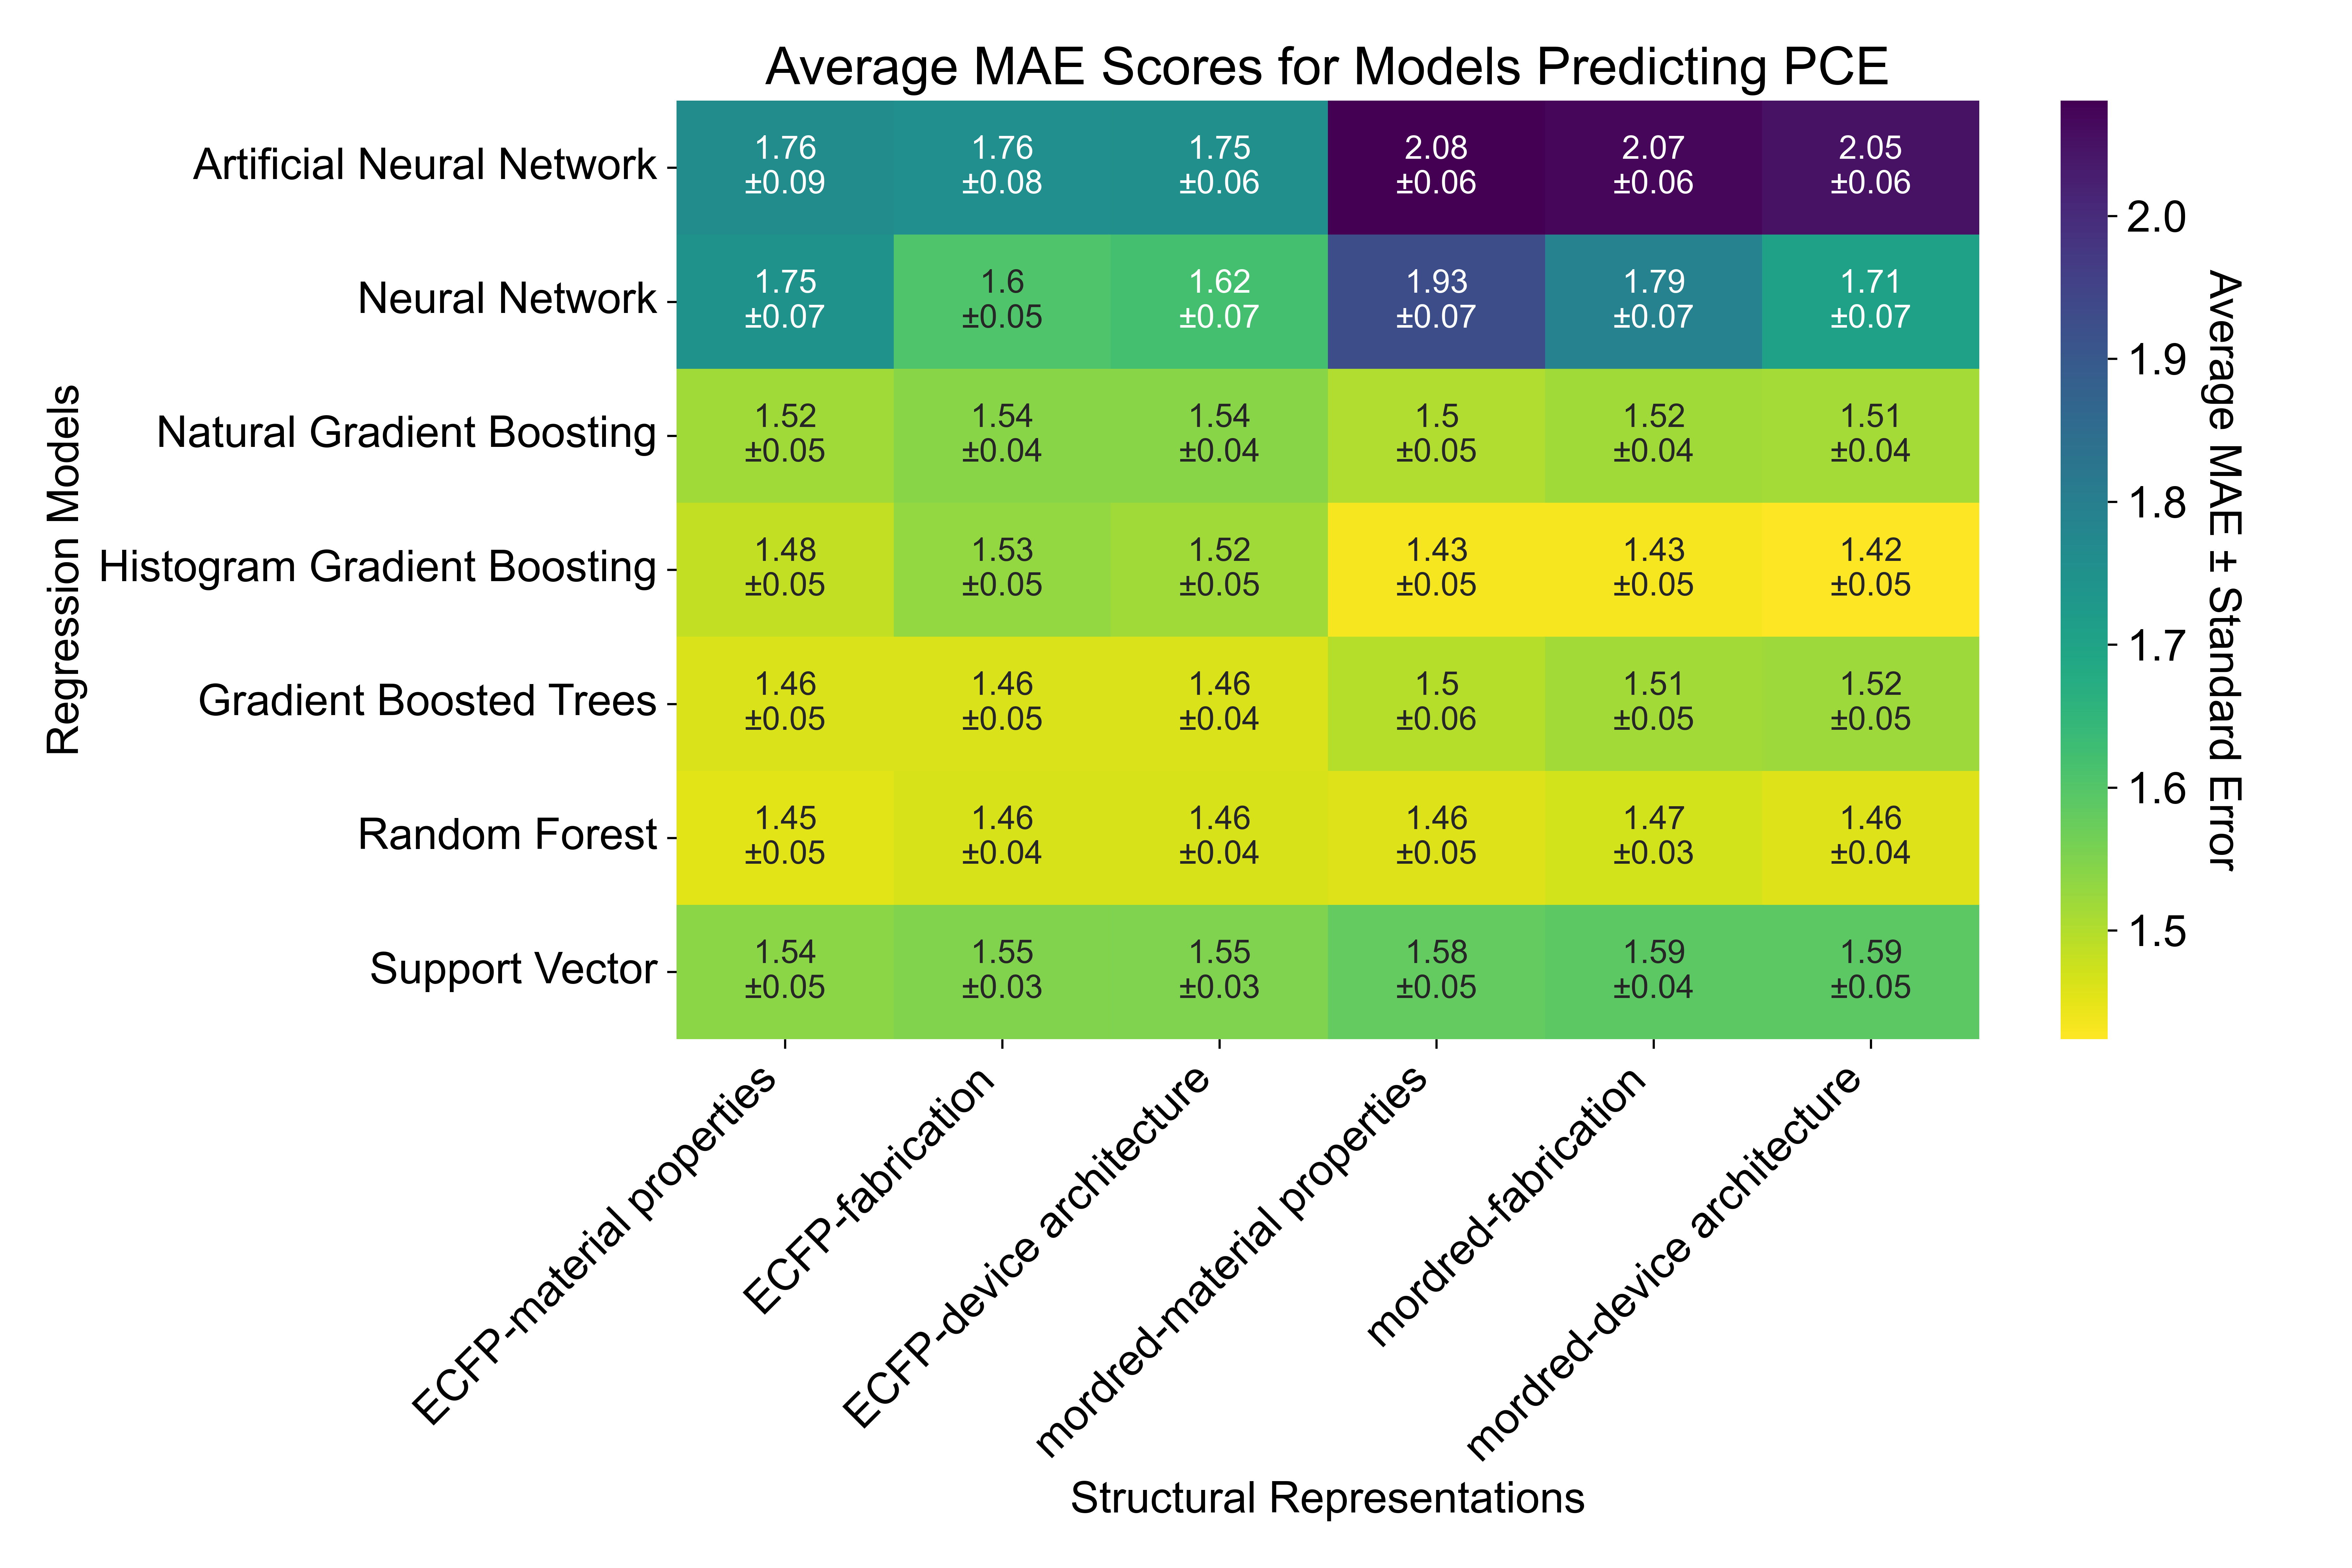 Average MAE Scores for Models Predicting PCE
Regression Models
Artificial Neural Network
1.76 1.76 1.75 2.08 2.07 2.05
±0.09 ±0.08 ±0.06 ±0.06 ±0.06 ±0.06
Neural Network
1.75 1.6 1.62 1.93 1.79 1.71
±0.07 ±0.05 ±0.07 ±0.07 ±0.07 ±0.07
Natural Gradient Boosting
1.52 1.54 1.54 1.5 1.52 1.51
±0.05 ±0.04 ±0.04 ±0.05 ±0.04 ±0.04
Histogram Gradient Boosting
1.48 1.53 1.52 1.43 1.43 1.42
±0.05 ±0.05 ±0.05 ±0.05 ±0.05 ±0.05
Gradient Boosted Trees
1.46 1.46 1.46 1.5 1.51 1.52
±0.05 ±0.05 ±0.04 ±0.06 ±0.05 ±0.05
Random Forest
1.45 1.46 1.46 1.46 1.47 1.46
±0.05 ±0.04 ±0.04 ±0.05 ±0.03 ±0.04
Support Vector
1.54 1.55 1.55 1.58 1.59 1.59
±0.05 ±0.03 ±0.03 ±0.05 ±0.04 ±0.05
ECFP-material properties
ECFP-fabrication
ECFP-device architecture
mordred-material properties
mordred-fabrication
mordred-device architecture
Structural Representations
2.0
1.9
1.8
1.7
1.6
1.5
Average MAE ± Standard Error